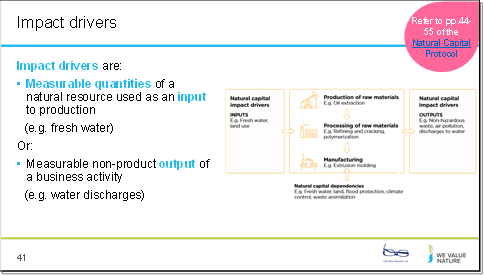 Impact drivers
Refer to pp.44-
55 of the
Natural Capital
Protocol
Impact drivers are:
• Measurable quantities of a
natural resource used as an input
to production
(e.g. fresh water)
Or:
• Measurable non-product output of
a business activity
(e.g. water discharges)
Natural capital
impact drivers
INPUTS
E.g. Fresh water,
land use
Production of raw materials
E.g. Oil extraction
Processing of raw materials
E.g. Refining and cracking,
polymerization
Manufacturing
E.g. Extrusion molding
Natural capital
impact drivers
OUTPUTS
E.g. Non-hazardous
waste, air pollution,
discharges to water
Natural capital dependencies
E.g. Fresh water, land, flood protection, climate
control, waste assimilation
41
WE VALUE
NATURE